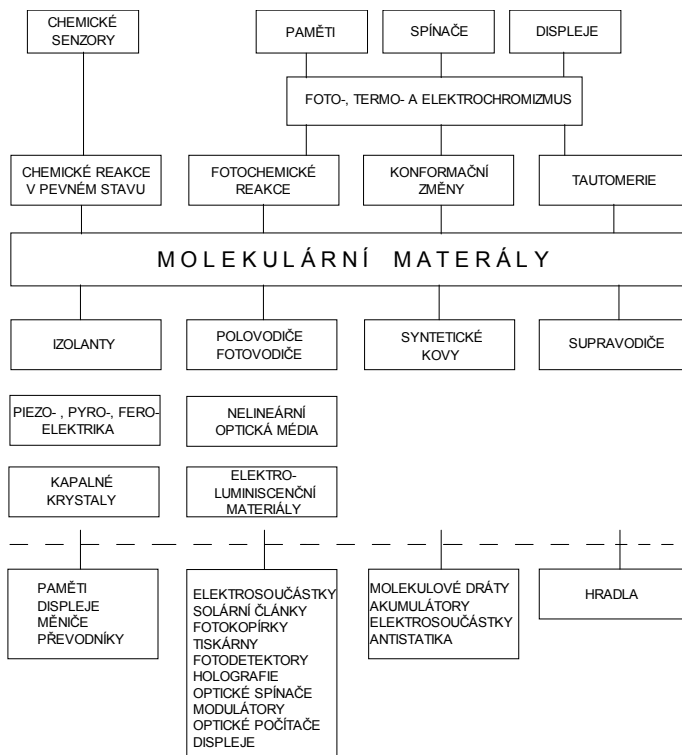 CHEMICKÉ
SENZORY
PAMĚTI
SPÍNAČE
DISPLEJE
FOTO-, TERMO- A ELEKTROCHROMIZMUS
CHEMICKÉ REAKCE
V PEVNÉM STAVU
FOTOCHEMICKÉ
REAKCE
KONFORMAČNÍ
ZMĚNY
TAUTOMERIE
MOLEKULÁRNÍ MATERÁLY
IZOLANTY
POLOVODIČE
FOTOVODIČE
SYNTETICKÉ
KOVY
SUPRAVODIČE
PIEZO- , PYRO-, FERO-
ELEKTRIKA
NELINEÁRNÍ
OPTICKÁ MÉDIA
KAPALNÉ
KRYSTALY
ELEKTRO-
LUMINISCENČNÍ
MATERIÁLY
PAMĚTI
DISPLEJE
MĚNIČE
PŘEVODNÍKY
ELEKTROSOUČÁSTKY
SOLÁRNÍ ČLÁNKY
FOTOKOPÍRKY
TISKÁRNY
FOTODETEKTORY
HOLOGRAFIE
OPTICKÉ SPÍNAČE
MODULÁTORY
OPTICKÉ POČÍTAČE
DISPLEJE
MOLEKULOVÉ DRÁTY
AKUMULÁTORY
ELEKTROSOUČÁSTKY
ANTISTATIKA
HRADLA